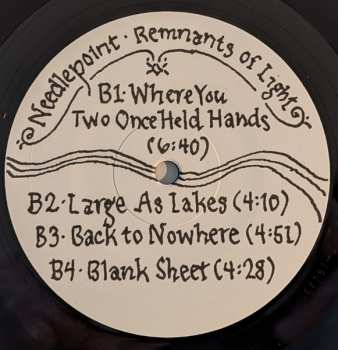 Needlepoint · Remnants of Light
B1·Where You
Two Once Held Hands
(6:40)
B2·Large As Lakes (4:10)
B3·Back to Nowhere (4:51)
B4·Blank Sheet (4:28)